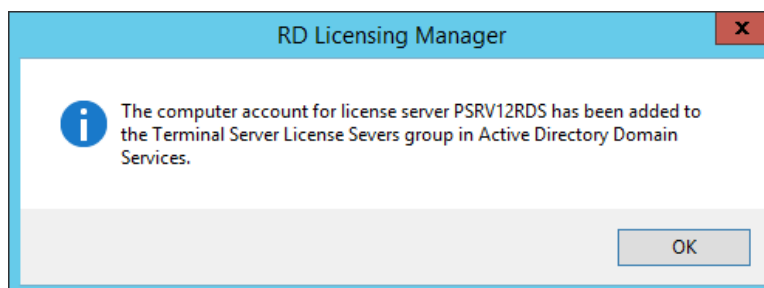 RD Licensing Manager
x
The computer account for license server PSRV12RDS has been added to
the Terminal Server License Severs group in Active Directory Domain
Services.
OK